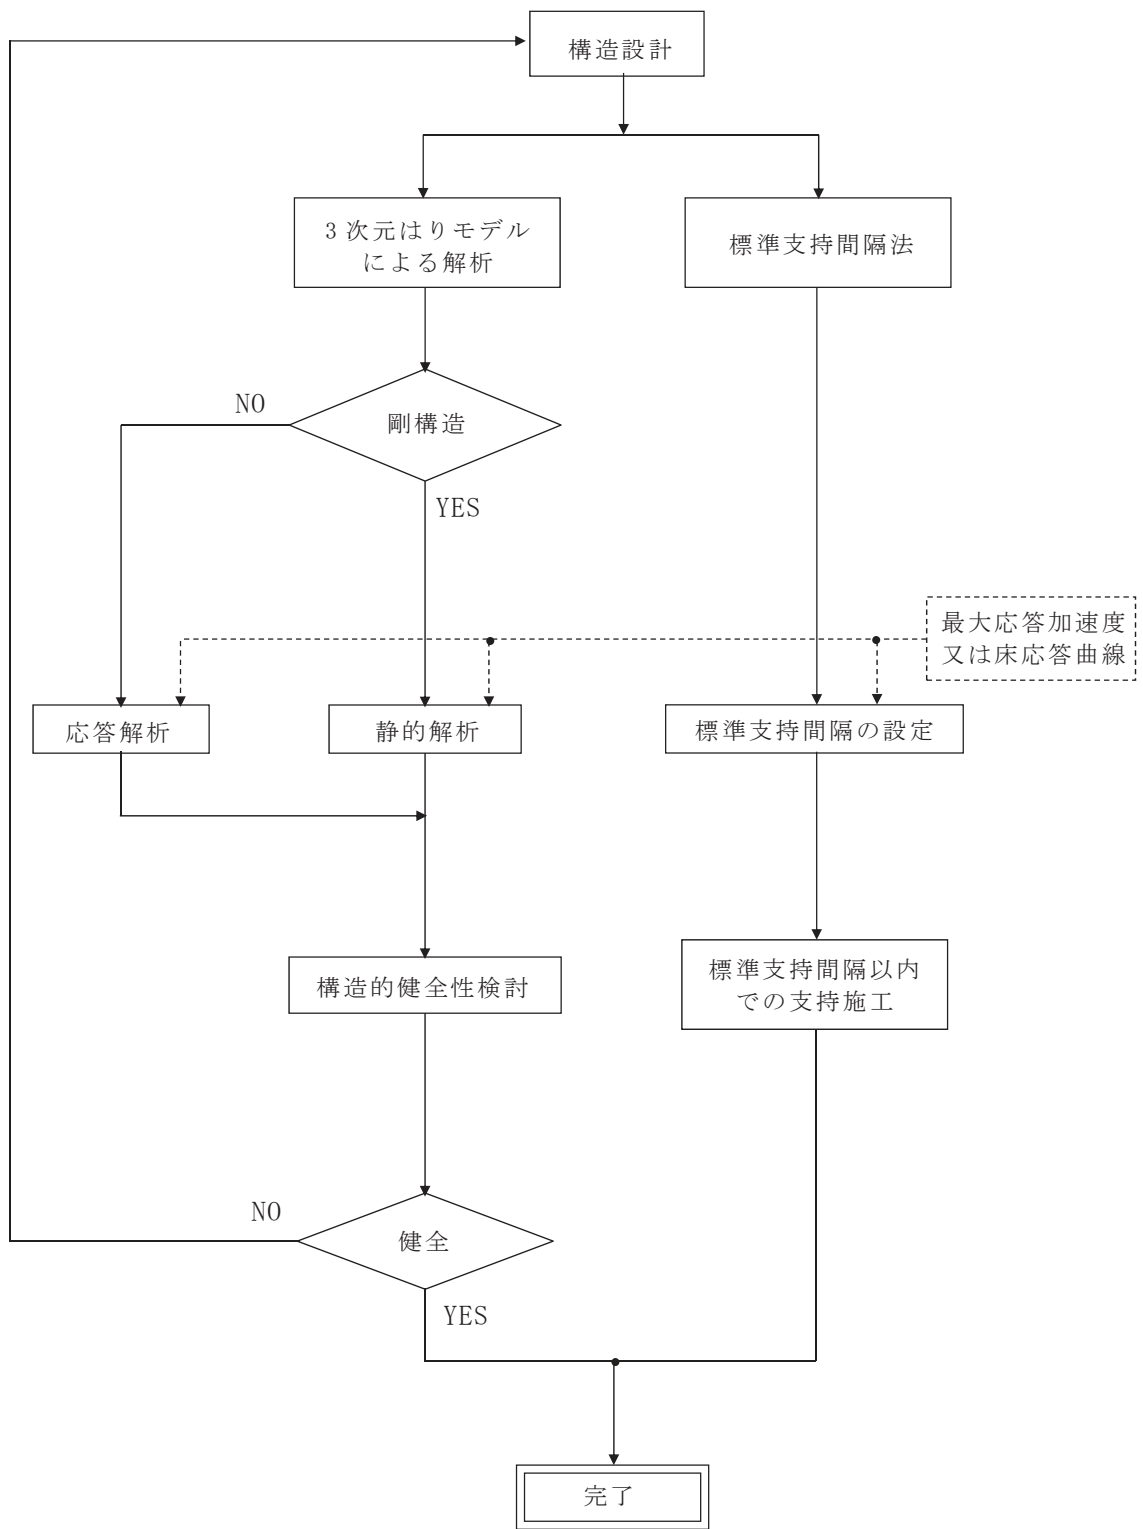 構造設計
3次元はりモデル
による解析
標準支持間隔法
NO
剛構造
YES
最大応答加速度
又は床応答曲線
応答解析
静的解析
標準支持間隔の設定
構造的健全性検討
標準支持間隔以内
での支持施工
NO
健全
YES
完了